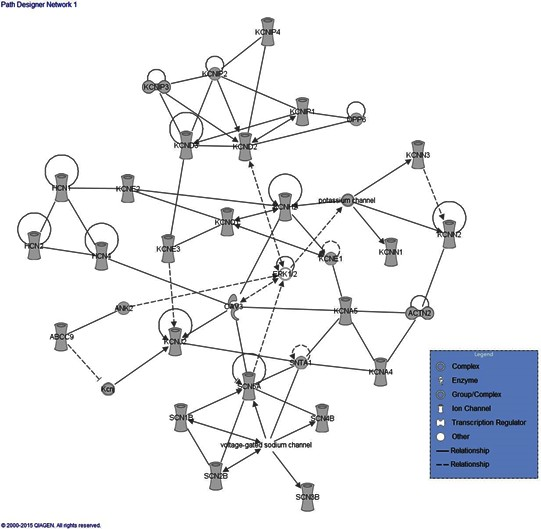 Path Designer Network 1
KCNIP4
KCNIP2
KCNIP3
KCNIP1
DPP6
KCND3
KCND2
KCNN3
HCN1
KCNE2
KCNH2
potassium channel
KCNQ1
KCNN2
HCN2
HCN4
KCNE3
KCNN1
KCNE1
ERK1/2
ANK2
CAV3
KCNA5
ACTN2
ABCC9
KCNJ2
SNTA1
KCNA4
Legend
Complex
Enzyme
Group/Complex
Ion Channel
Transcription Regulator
Other
Relationship
Relationship
Kcnj
SCN5A
SCN1B
SCN4B
voltage-gated sodium channel
SCN2B
SCN3B
© 2000-2015 QIAGEN. All rights reserved.